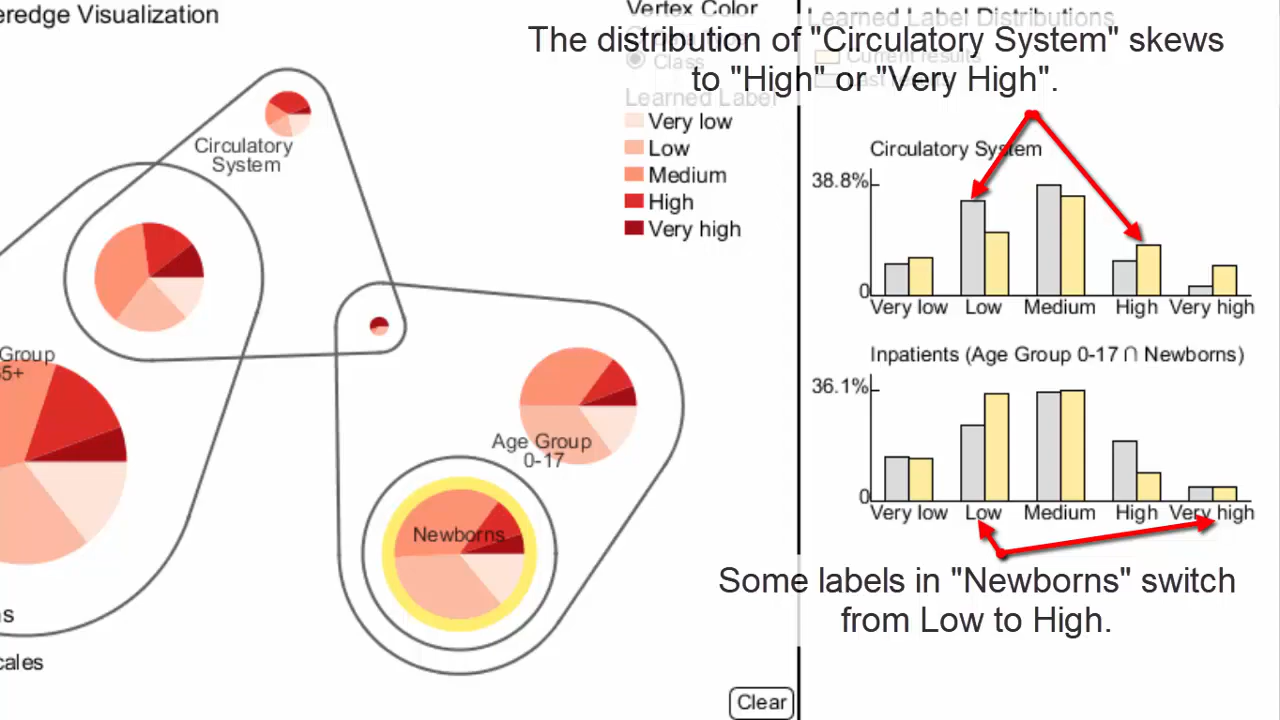 eredge Visualization
Vertex Color
Class
Learned Label
Very low
Low
Medium
High
Very high
Learned Label Distributions
Current results
The distribution of "Circulatory System" skews
to "High" or "Very High".
Circulatory
System
Group
5+
Age Group
0-17
Newborns
s
cales
Clear
Circulatory System
38.8%
0
Very low Low Medium High Very high
Inpatients (Age Group 0-17 ∩ Newborns)
36.1%
0
Very low Low Medium High Very high
Some labels in "Newborns" switch
from Low to High.